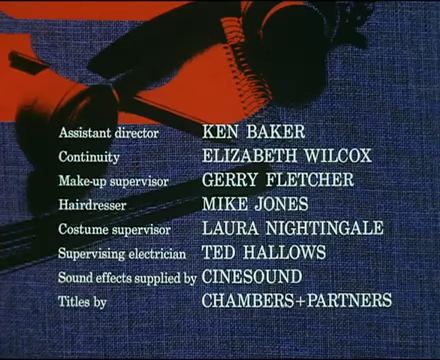 Assistant director KEN BAKER
Continuity ELIZABETH WILCOX
Make-up supervisor GERRY FLETCHER
Hairdresser MIKE JONES
Costume supervisor LAURA NIGHTINGALE
Supervising electrician TED HALLOWS
Sound effects supplied by CINESOUND
Titles by CHAMBERS+PARTNERS